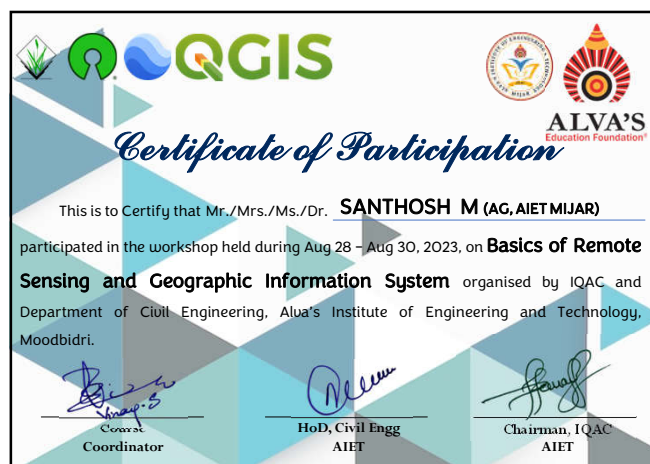 QGIS
ALVA'S
Education Foundation®
Certificate of Participation
This is to Certify that Mr./Mrs./Ms./Dr. SANTHOSH M (AG, AIET MIJAR)
participated in the workshop held during Aug 28 – Aug 30, 2023, on Basics of Remote
Sensing and Geographic Information System organised by IQAC and
Department of Civil Engineering, Alva's Institute of Engineering and Technology,
Moodbidri.
Vinay.S
Course HoD, Civil Engg Chairman, IQAC
Coordinator AIET AIET